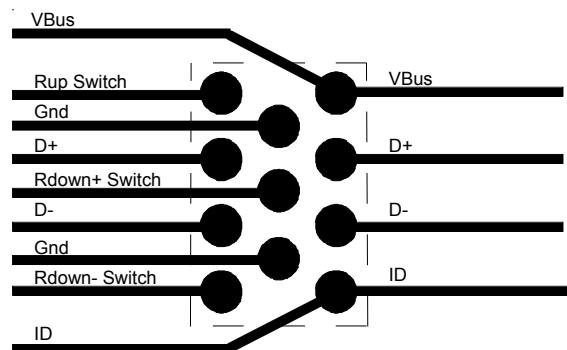 VBus
Rup Switch
Gnd
D+
Rdown+ Switch
D-
Gnd
Rdown- Switch
ID
VBus
D+
D-
ID